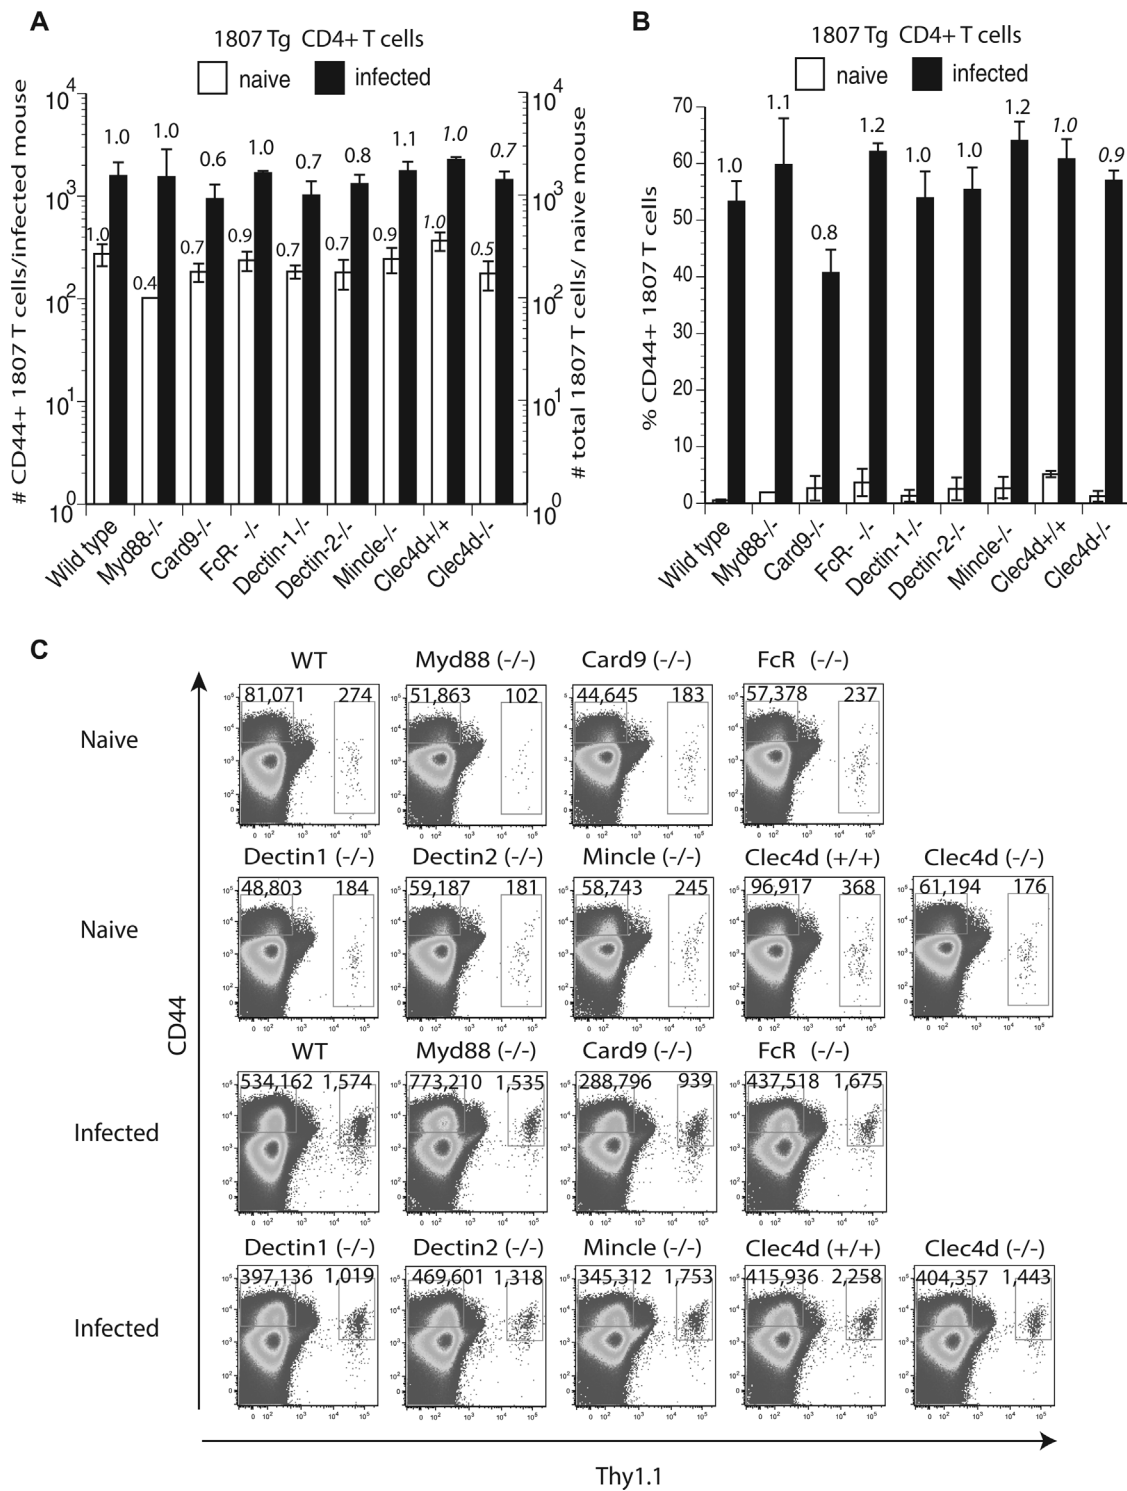 A
1807 Tg CD4+ T cells
naive infected
# CD44+ 1807 T cells/infected mouse
# total 1807 T cells/ naive mouse
10^4
10^3
10^2
10^1
10^0
10^4
10^3
10^2
10^1
10^0
1.0 1.0 0.6 1.0 0.7 0.8 1.1 1.0 0.7
1.0 0.4 0.7 0.9 0.7 0.7 0.9 1.0 0.5
Wild type Myd88-/- Card9-/- FcR- -/- Dectin-1-/- Dectin-2-/- Mincle-/- Clec4d+/+ Clec4d-/-
B
1807 Tg CD4+ T cells
naive infected
% CD44+ 1807 T cells
70
60
50
40
30
20
10
0
1.0 1.1 0.8 1.2 1.0 1.0 1.2 1.0 0.9
Wild type Myd88-/- Card9-/- FcR- -/- Dectin-1-/- Dectin-2-/- Mincle-/- Clec4d+/+ Clec4d-/-
C
WT Myd88 (-/-) Card9 (-/-) FcR (-/-)
Naive
81,071 274 51,863 102 44,645 183 57,378 237
Dectin1 (-/-) Dectin2 (-/-) Mincle (-/-) Clec4d (+/+) Clec4d (-/-)
Naive
48,803 184 59,187 181 58,743 245 96,917 368 61,194 176
WT Myd88 (-/-) Card9 (-/-) FcR (-/-)
Infected
534,162 1,574 773,210 1,535 288,796 939 437,518 1,675
Dectin1 (-/-) Dectin2 (-/-) Mincle (-/-) Clec4d (+/+) Clec4d (-/-)
Infected
397,136 1,019 469,601 1,318 345,312 1,753 415,936 2,258 404,357 1,443
CD44
Thy1.1